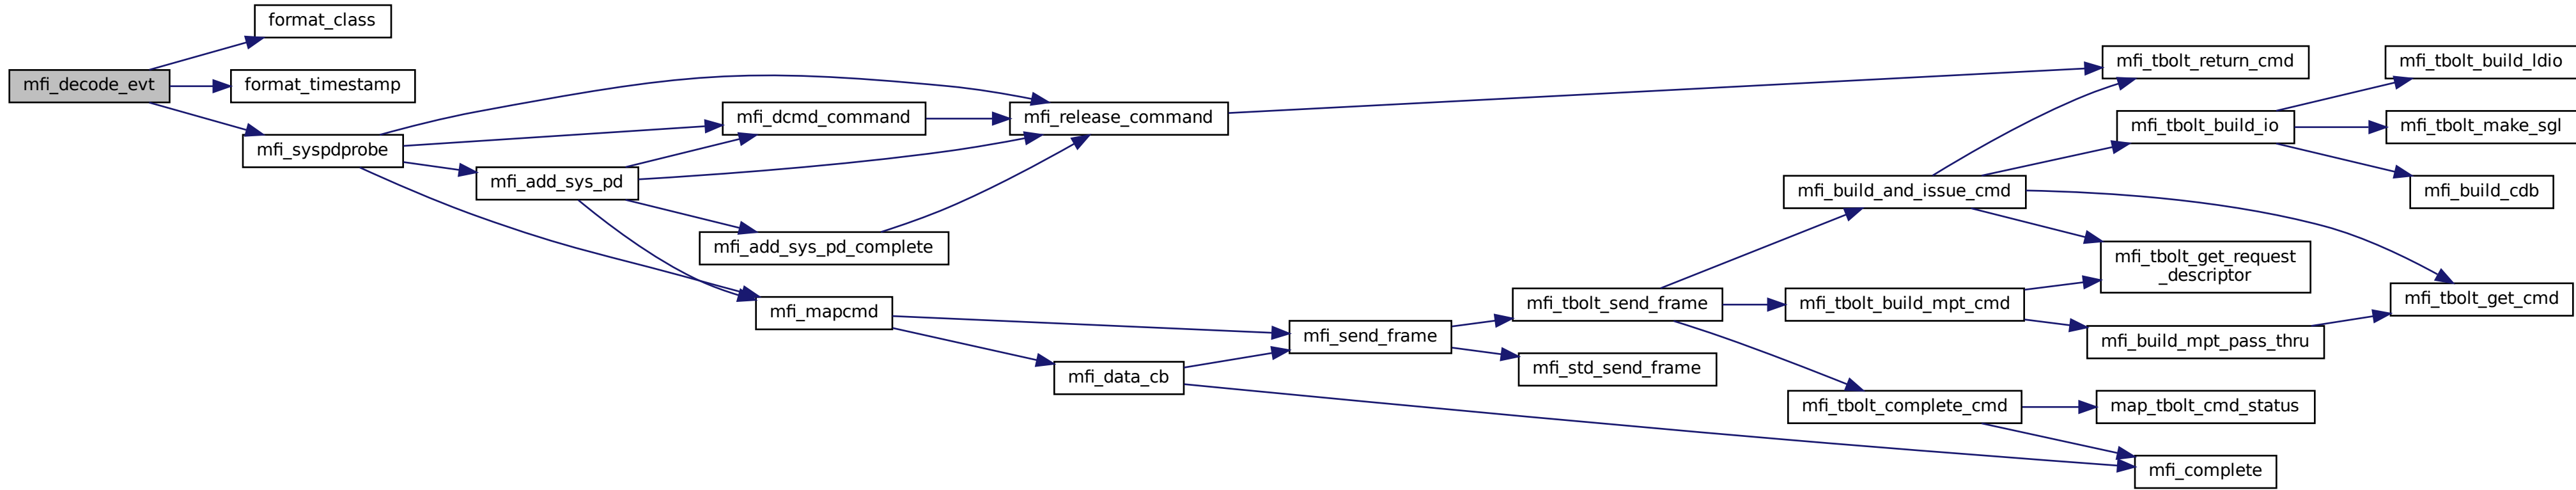 format_class
mfi_decode_evt
format_timestamp
mfi_syspdprobe
mfi_dcmd_command
mfi_release_command
mfi_add_sys_pd
mfi_add_sys_pd_complete
mfi_mapcmd
mfi_data_cb
mfi_send_frame
mfi_tbolt_send_frame
mfi_std_send_frame
mfi_build_and_issue_cmd
mfi_tbolt_build_mpt_cmd
mfi_tbolt_complete_cmd
mfi_tbolt_return_cmd
mfi_tbolt_build_io
mfi_tbolt_get_request
_descriptor
mfi_build_mpt_pass_thru
map_tbolt_cmd_status
mfi_complete
mfi_tbolt_build_ldio
mfi_tbolt_make_sgl
mfi_build_cdb
mfi_tbolt_get_cmd